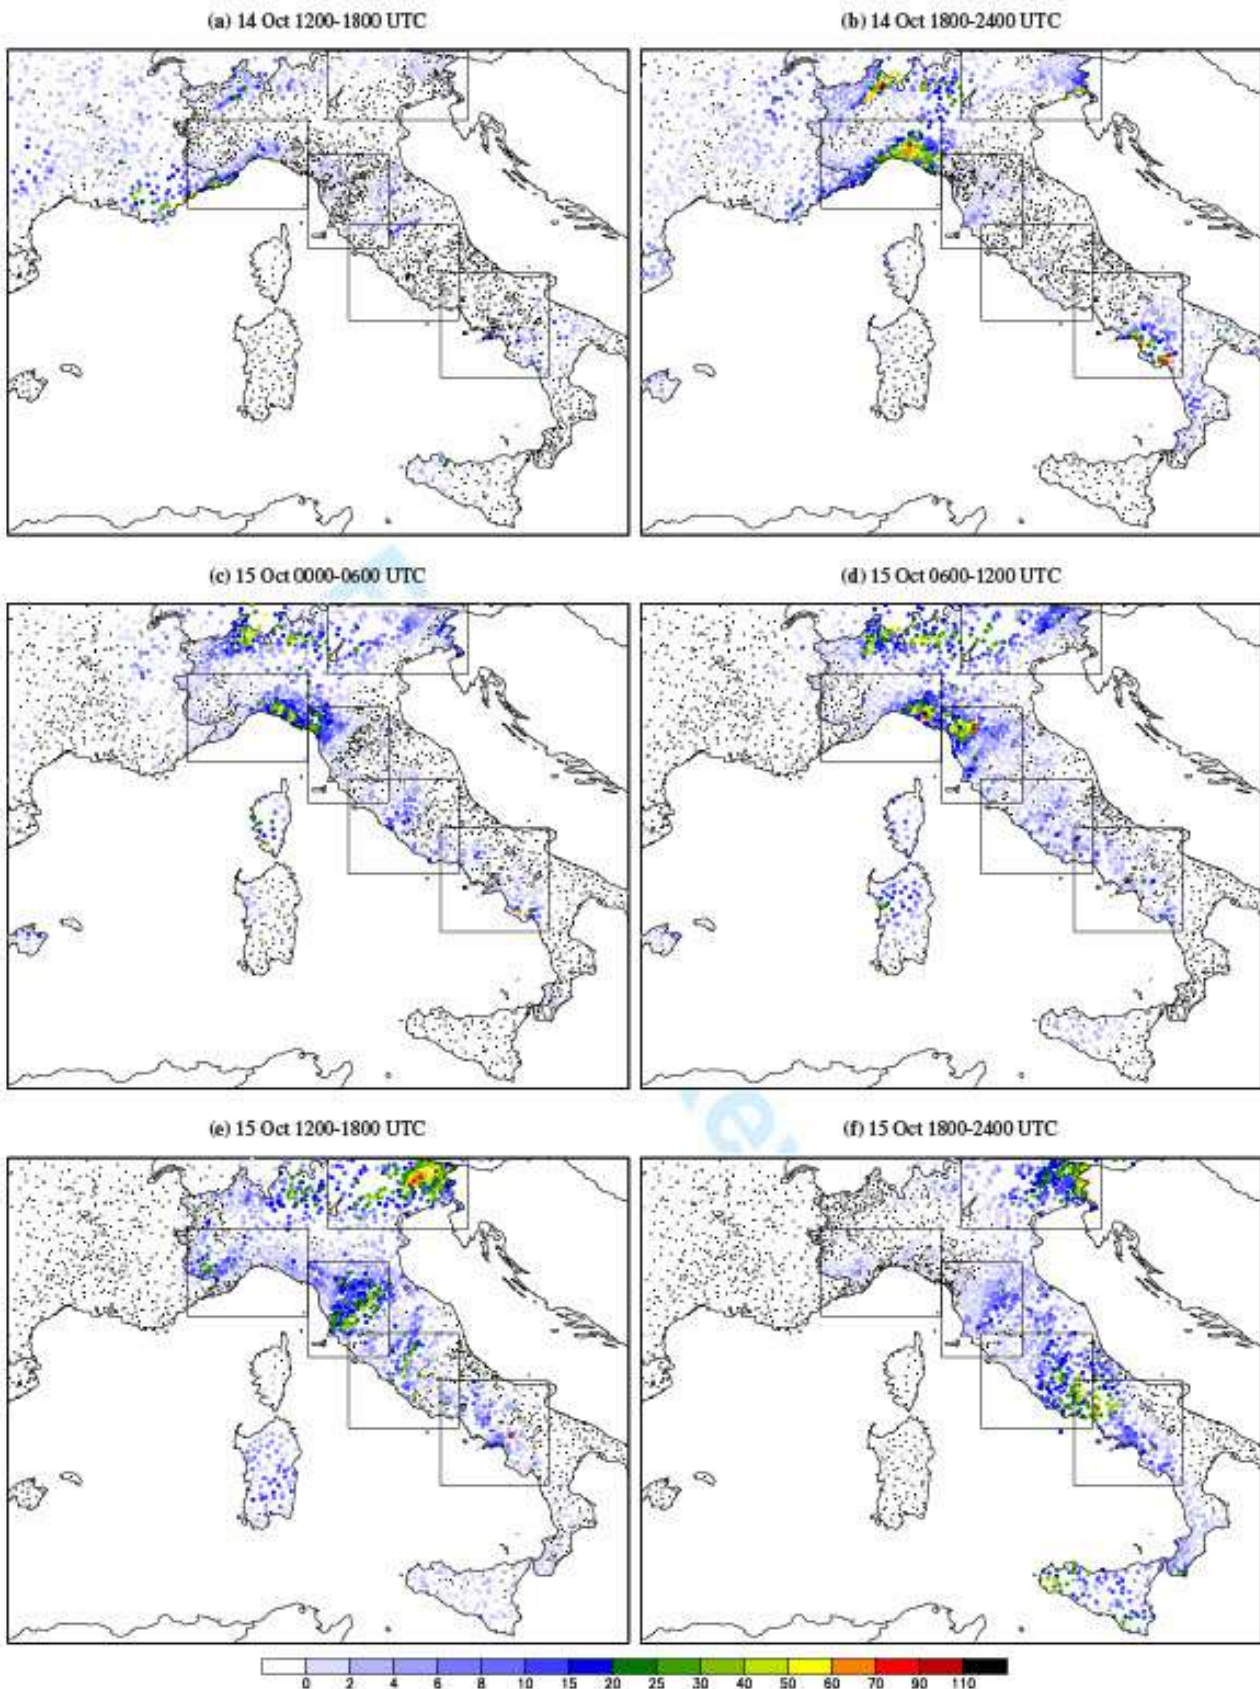 (a) 14 Oct 1200-1800 UTC
(b) 14 Oct 1800-2400 UTC
(c) 15 Oct 0000-0600 UTC
(d) 15 Oct 0600-1200 UTC
(e) 15 Oct 1200-1800 UTC
(f) 15 Oct 1800-2400 UTC
0 2 4 6 8 10 15 20 25 30 40 50 60 70 90 110